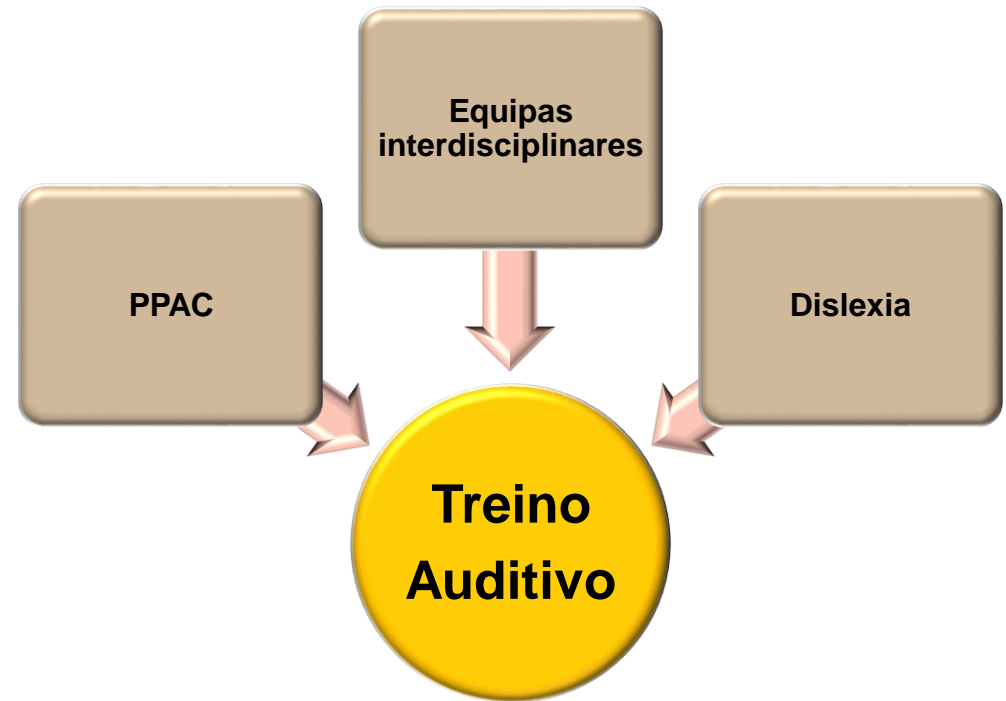 Equipas
interdisciplinares
PPAC
Dislexia
Treino
Auditivo